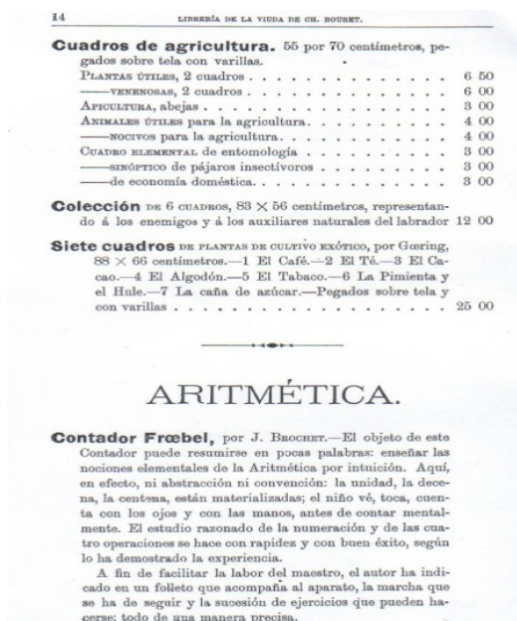 14 LIBRERÍA DE LA VIUDA DE CH. BOURET.
Cuadros de agricultura. 55 por 70 centímetros, pe-
gados sobre tela con varillas.
PLANTAS ÚTILES, 2 cuadros . . . . . . . . . . . . . . 6 50
——VENENOSAS, 2 cuadros . . . . . . . . . . . . . . 6 00
APICULTURA, abejas . . . . . . . . . . . . . . . . . 3 00
ANIMALES ÚTILES para la agricultura. . . . . . . . . . 4 00
——NOCIVOS para la agricultura. . . . . . . . . . . . 4 00
CUADRO ELEMENTAL de entomología . . . . . . . . . . 3 00
——SINÓPTICO de pájaros insectívoros . . . . . . . . . 3 00
——de economía doméstica. . . . . . . . . . . . . . . 3 00
Colección DE 6 CUADROS, 83 × 56 centímetros, representan-
do á los enemigos y á los auxiliares naturales del labrador 12 00
Siete cuadros DE PLANTAS DE CULTIVO EXÓTICO, por Gœring,
88 × 66 centímetros.—1 El Café.—2 El Té.—3 El Ca-
cao.—4 El Algodón.—5 El Tabaco.—6 La Pimienta y
el Hule.—7 La caña de azúcar.—Pegados sobre tela y
con varillas . . . . . . . . . . . . . . . . . . . . 25 00
ARITMÉTICA.
Contador Frœbel, por J. BROCHET.—El objeto de este
Contador puede resumirse en pocas palabras: enseñar las
nociones elementales de la Aritmética por intuición. Aquí,
en efecto, ni abstracción ni convención: la unidad, la dece-
na, la centena, están materializadas; el niño vé, toca, cuen-
ta con los ojos y con las manos, antes de contar mental-
mente. El estudio razonado de la numeración y de las cua-
tro operaciones se hace con rapidez y con buen éxito, según
lo ha demostrado la experiencia.
A fin de facilitar la labor del maestro, el autor ha indi-
cado en un folleto que acompaña al aparato, la marcha que
se ha de seguir y la sucesión de ejercicios que pueden ha-
cerse: todo de una manera precisa.